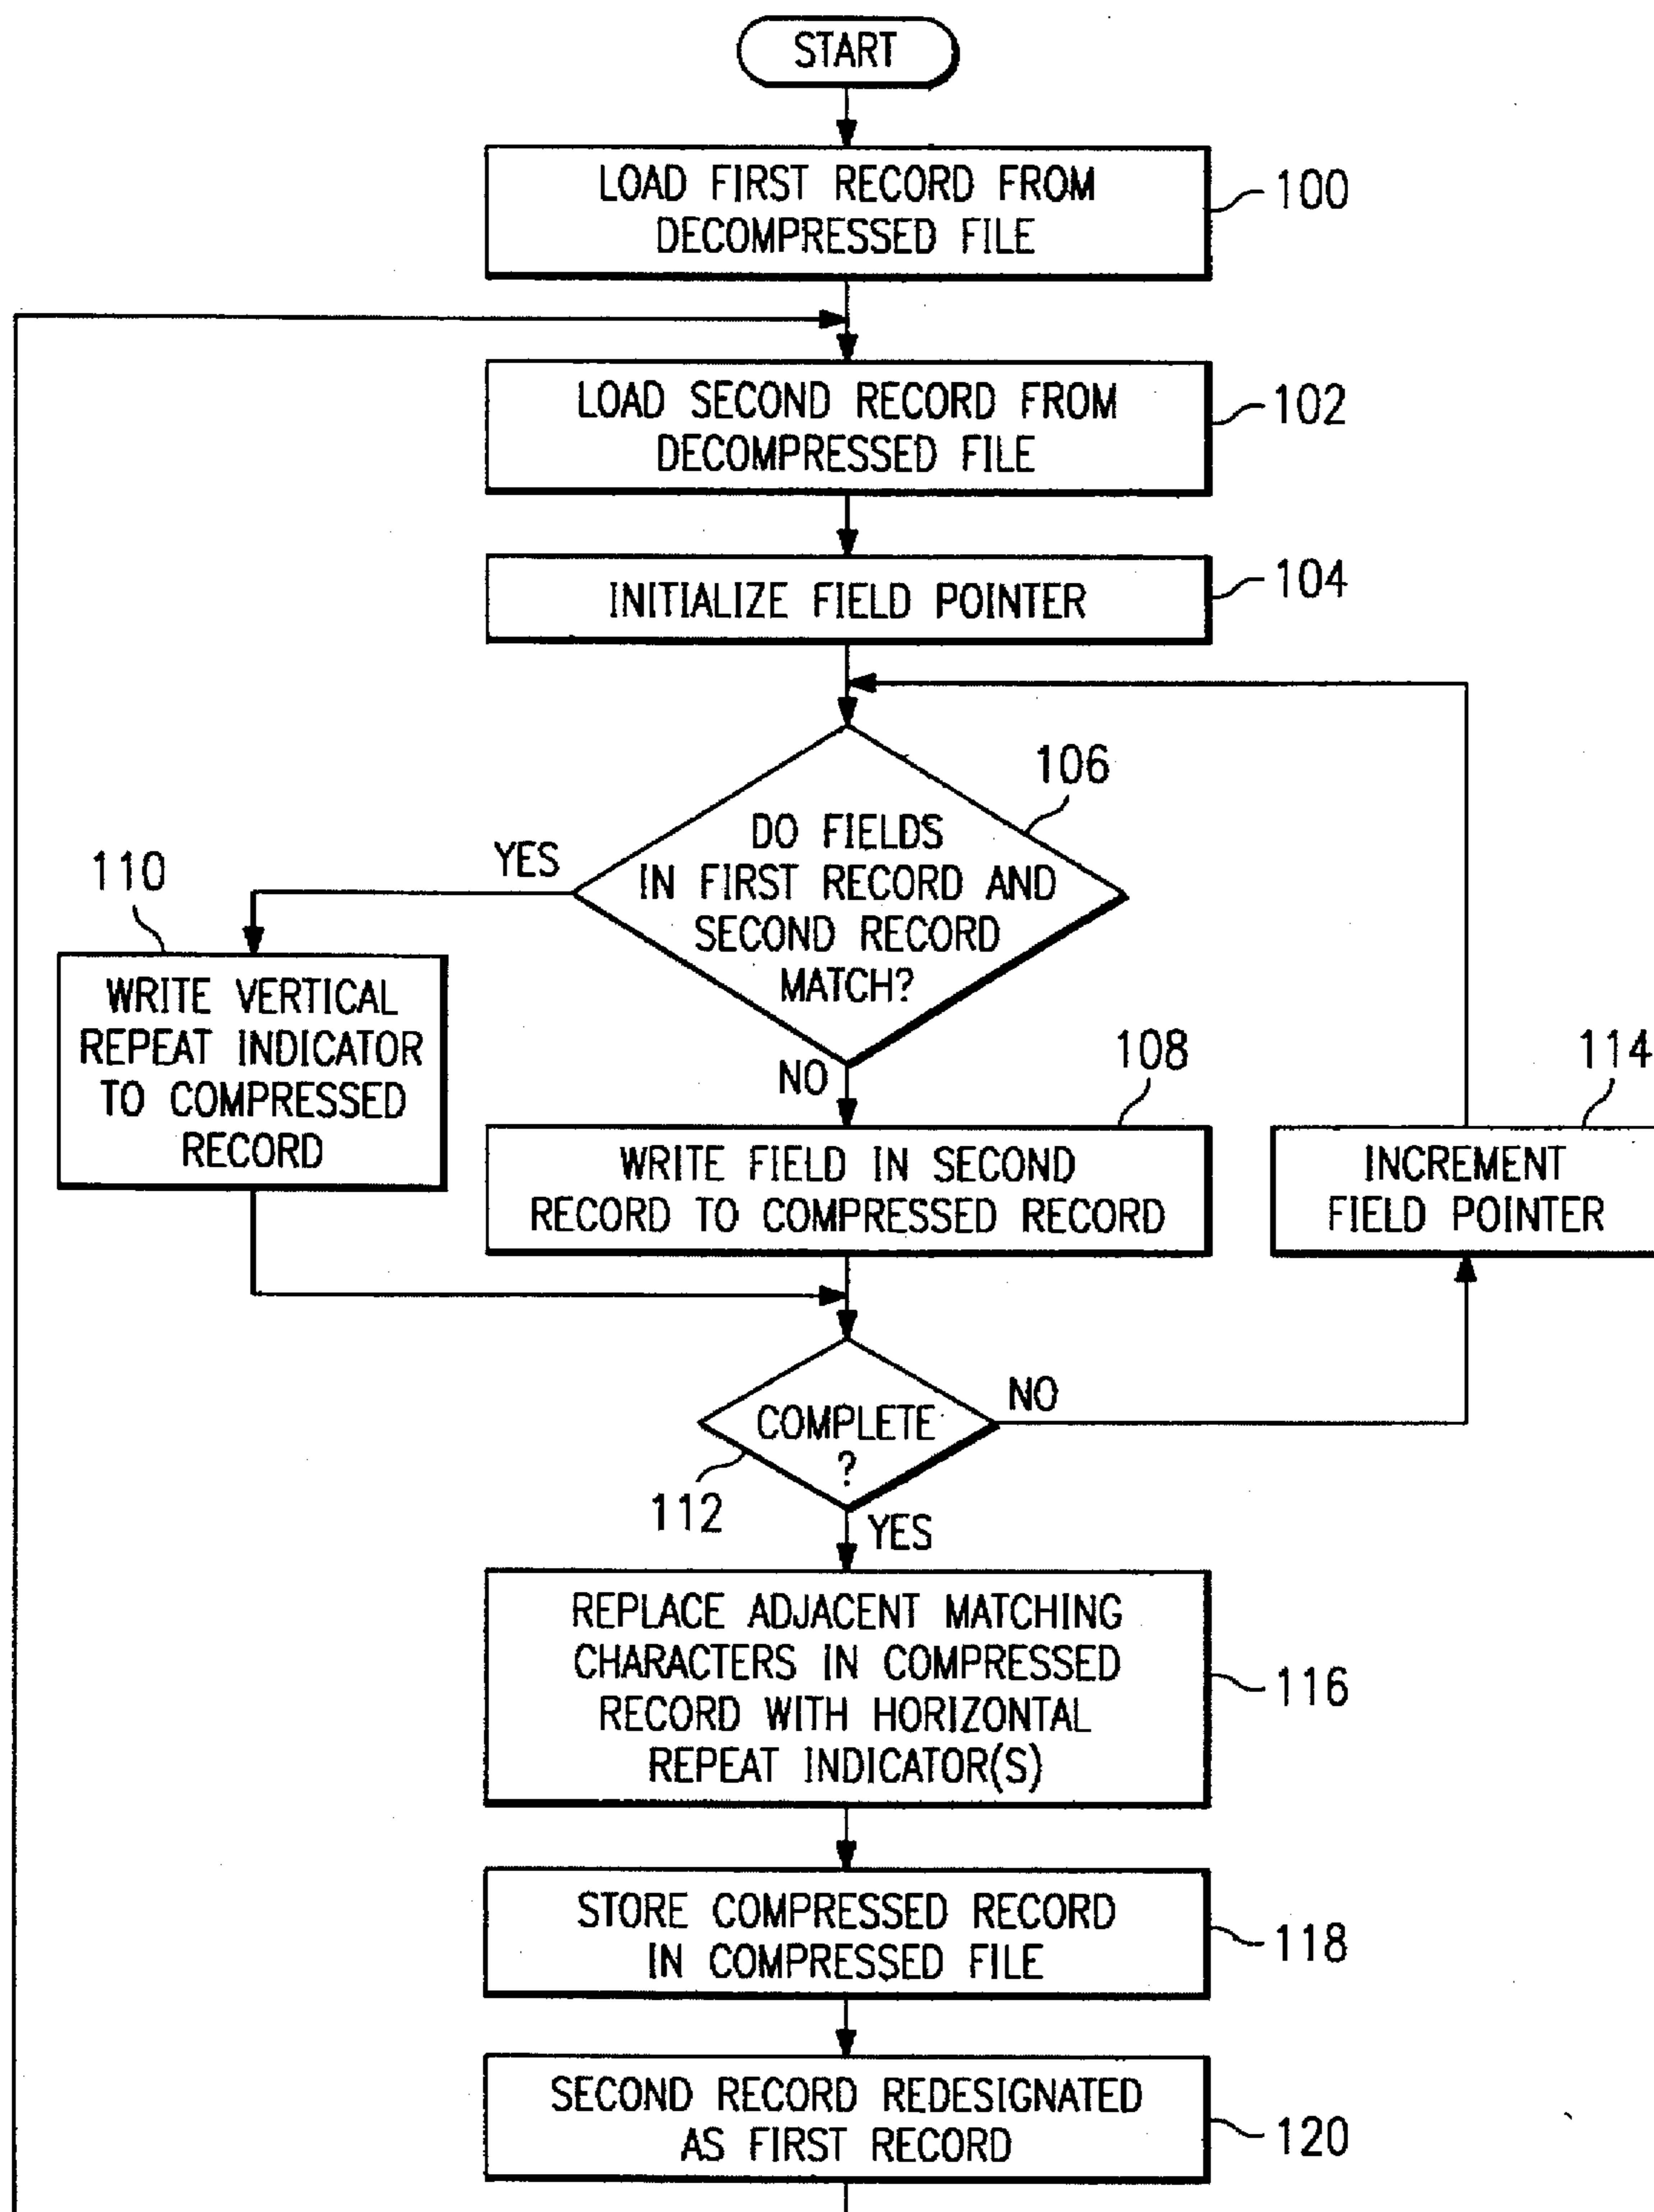 START
LOAD FIRST RECORD FROM
DECOMPRESSED FILE
100
LOAD SECOND RECORD FROM
DECOMPRESSED FILE
102
INITIALIZE FIELD POINTER
104
DO FIELDS
IN FIRST RECORD AND
SECOND RECORD
MATCH?
106
YES
110
WRITE VERTICAL
REPEAT INDICATOR
TO COMPRESSED
RECORD
NO
108
WRITE FIELD IN SECOND
RECORD TO COMPRESSED RECORD
114
INCREMENT
FIELD POINTER
COMPLETE
?
NO
112
YES
REPLACE ADJACENT MATCHING
CHARACTERS IN COMPRESSED
RECORD WITH HORIZONTAL
REPEAT INDICATOR(S)
116
STORE COMPRESSED RECORD
IN COMPRESSED FILE
118
SECOND RECORD REDESIGNATED
AS FIRST RECORD
120